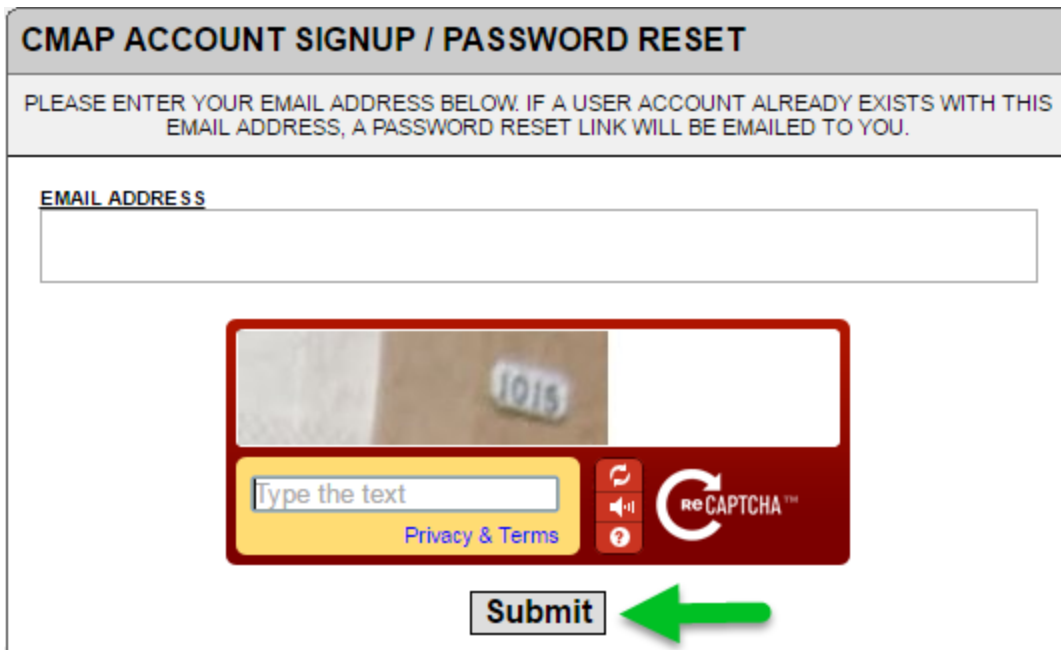 CMAP ACCOUNT SIGNUP / PASSWORD RESET
PLEASE ENTER YOUR EMAIL ADDRESS BELOW. IF A USER ACCOUNT ALREADY EXISTS WITH THIS
EMAIL ADDRESS, A PASSWORD RESET LINK WILL BE EMAILED TO YOU.
EMAIL ADDRESS
1015
Type the text
Privacy & Terms
ReCAPTCHA™
Submit